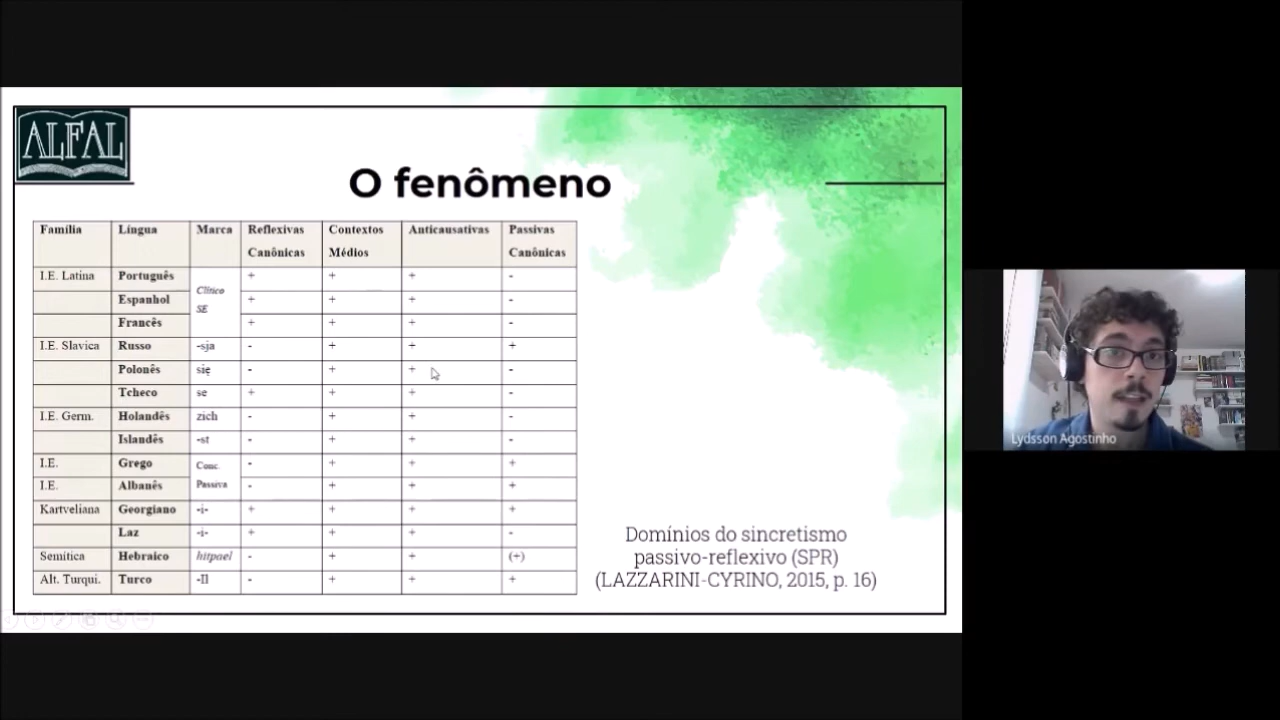 ALFAL
O fenômeno
Família Língua Marca Reflexivas Canônicas Contextos Médios Anticausativas Passivas Canônicas
I.E. Latina Português Clítico SE + + + -
Espanhol + + + -
Francês + + + -
I.E. Slavica Russo -sja - + + +
Polonês się - + + -
Tcheco se + + + -
I.E. Germ. Holandês zich - + + -
Islandês -st - + + -
I.E. Grego Conc. Passiva - + + +
I.E. Albanês - + + +
Kartveliana Georgiano -i- + + + +
Laz -i- + + + -
Semítica Hebraico hitpael - + + (+)
Alt. Turqui. Turco -Il - + + +
Domínios do sincretismo
passivo-reflexivo (SPR)
(LAZZARINI-CYRINO, 2015, p. 16)
Lydsson Agostinho